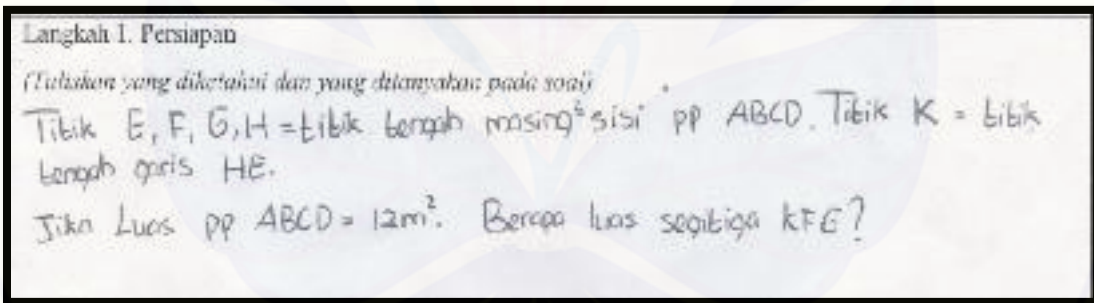 Langkah 1. Persiapan
(Tuliskan yang diketahui dan yang ditanyakan pada soal)
Titik E, F, G, H = titik tengah masing² sisi pp ABCD. Titik K = titik
tengah garis HE.
Jika Luas pp ABCD = 12m². Berapa luas segitiga KFG?